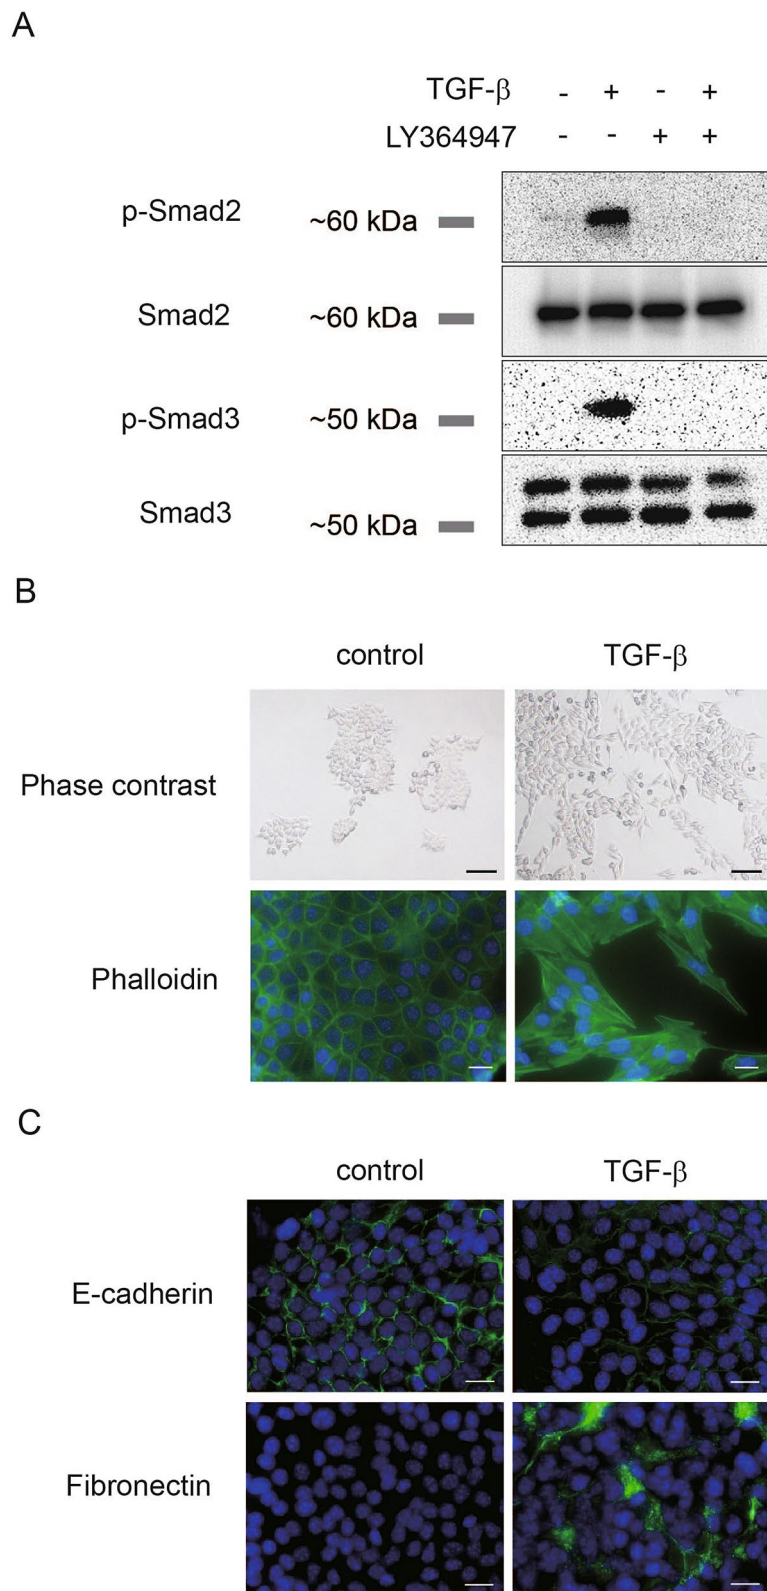 A
TGF-β - + - +
LY364947 - - + +
p-Smad2 ~60 kDa
Smad2 ~60 kDa
p-Smad3 ~50 kDa
Smad3 ~50 kDa
B
control TGF-β
Phase contrast
Phalloidin
C
control TGF-β
E-cadherin
Fibronectin